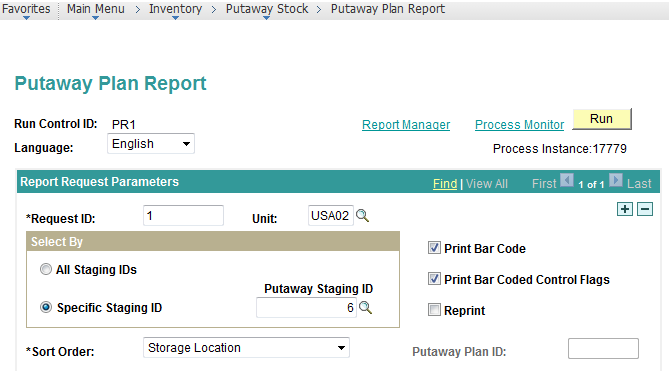 Favorites Main Menu > Inventory > Putaway Stock > Putaway Plan Report
Putaway Plan Report
Run Control ID: PR1 Report Manager Process Monitor Run
Language: English Process Instance:17779
Report Request Parameters Find | View All First 1 of 1 Last
*Request ID: 1 Unit: USA02
Select By
Print Bar Code
All Staging IDs
Print Bar Coded Control Flags
Putaway Staging ID
Specific Staging ID 6 Reprint
*Sort Order: Storage Location Putaway Plan ID: